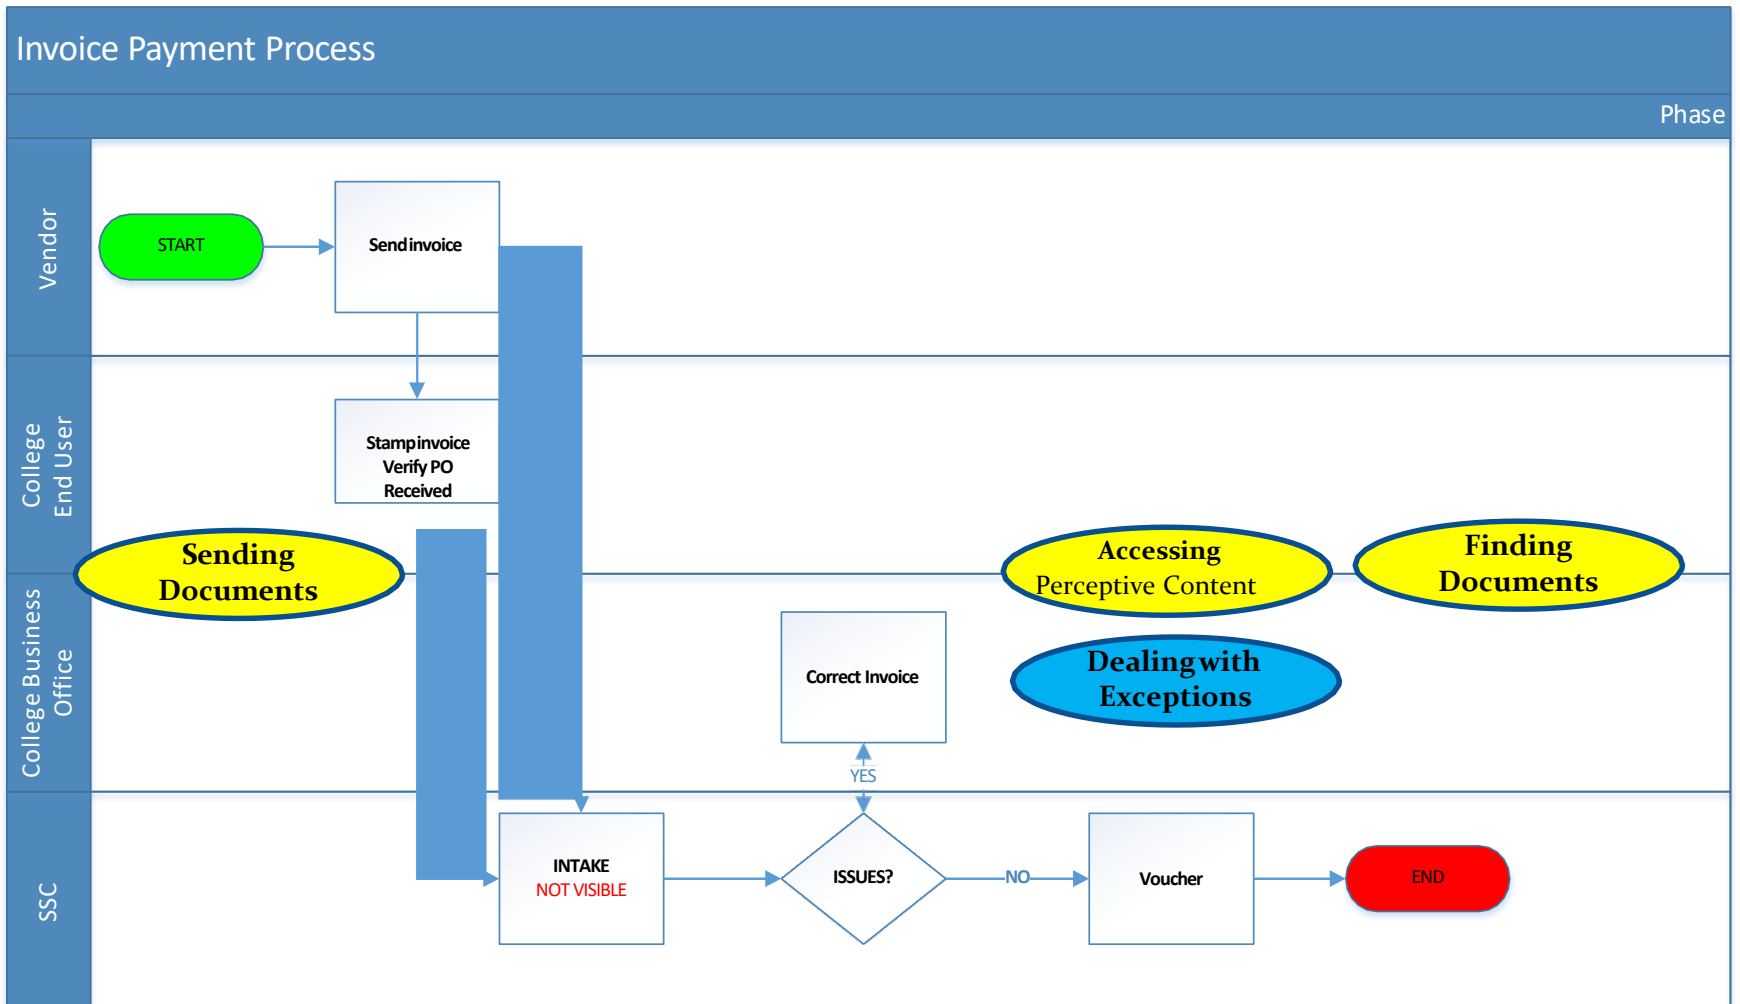 Invoice Payment Process
Phase
Vendor
START
Send invoice
College
End User
Stamp invoice
Verify PO
Received
Sending
Documents
Accessing
Perceptive Content
Finding
Documents
College Business
Office
Correct Invoice
Dealing with
Exceptions
YES
SSC
INTAKE
NOT VISIBLE
ISSUES?
NO
Voucher
END